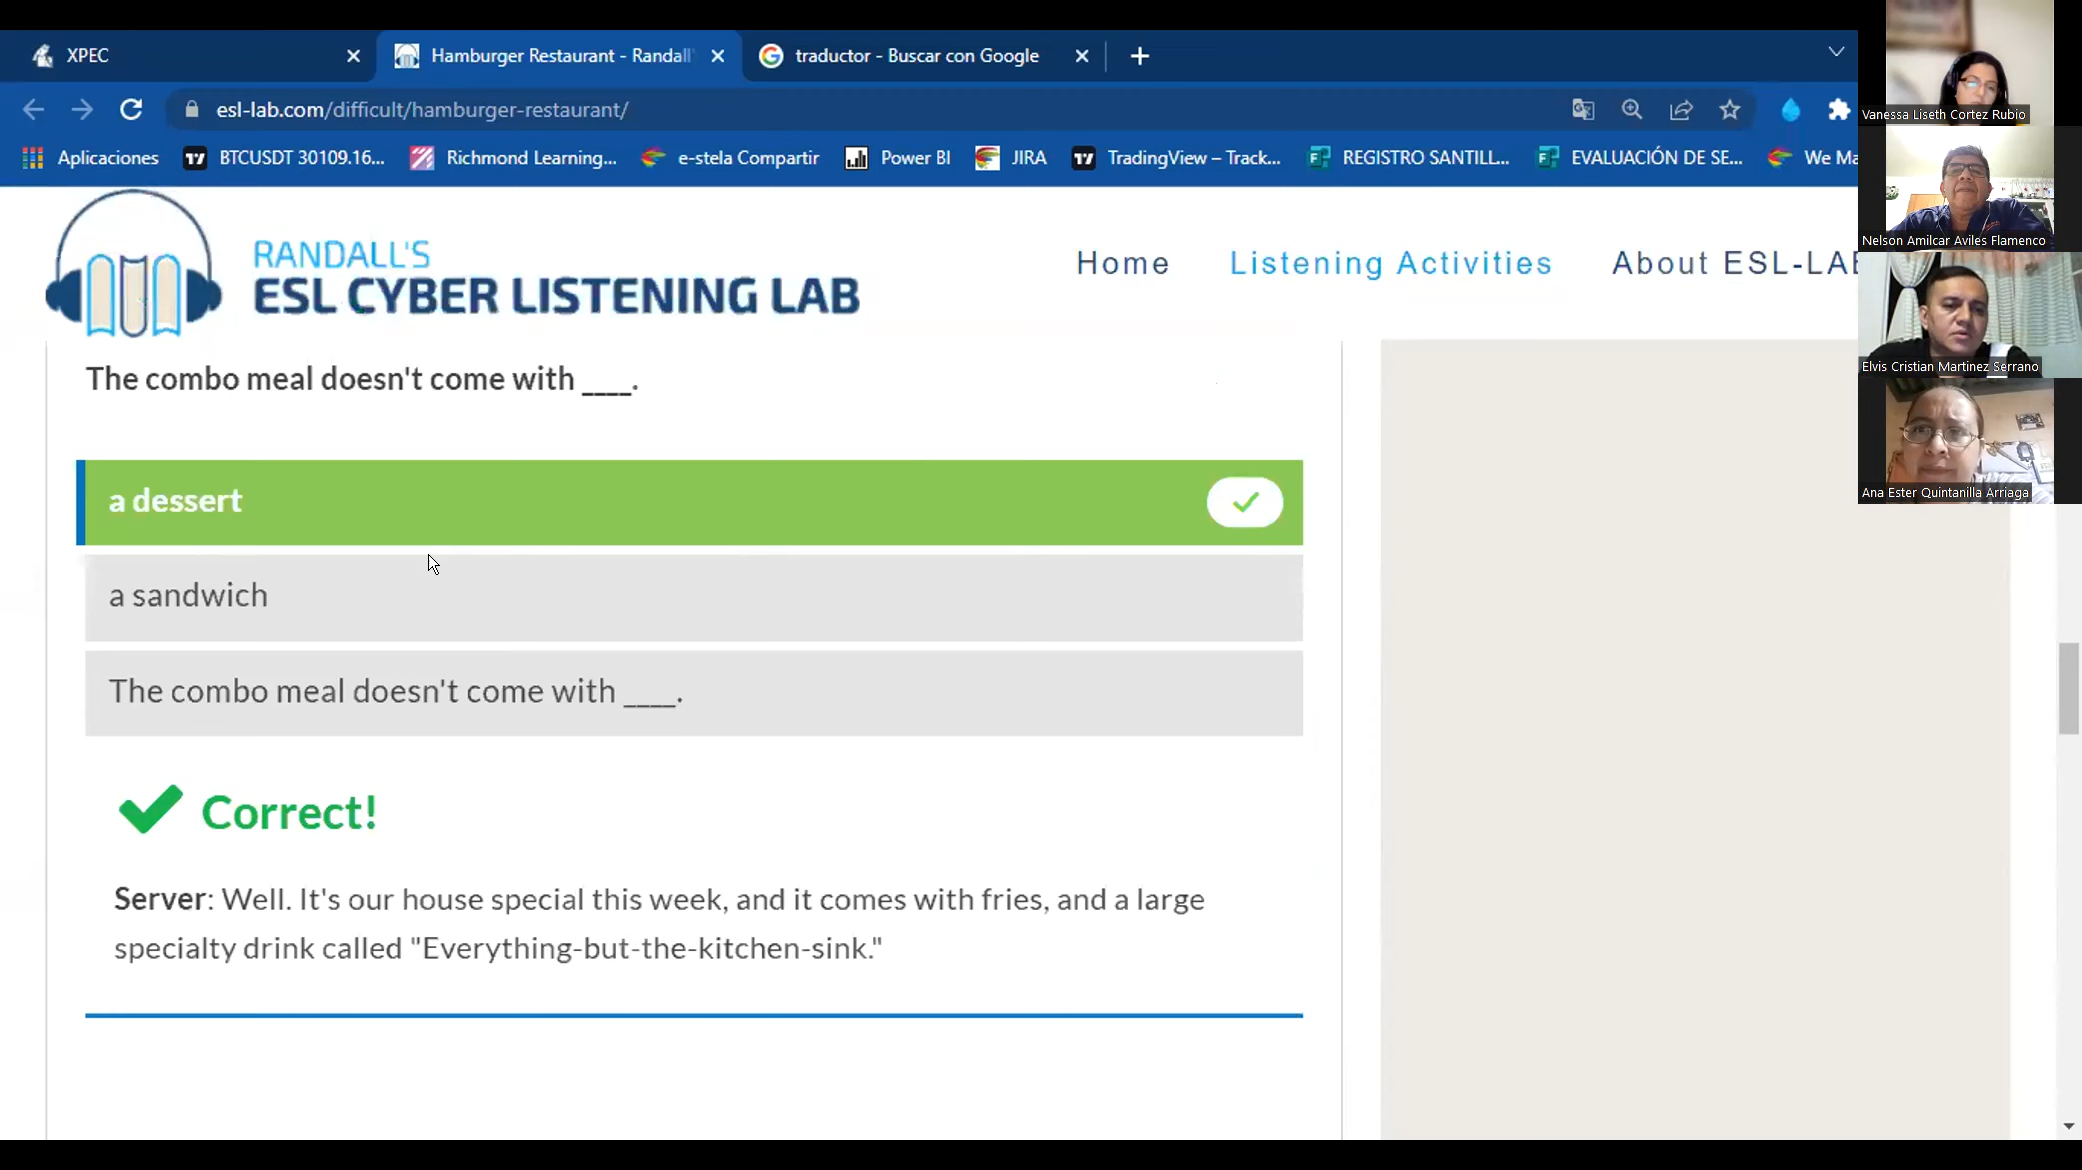 XPEC
Hamburger Restaurant - Randall'
traductor - Buscar con Google
esl-lab.com/difficult/hamburger-restaurant/
Aplicaciones
BTCUSDT 30109.16...
Richmond Learning...
e-stela Compartir
Power BI
JIRA
TradingView – Track...
REGISTRO SANTILL...
EVALUACIÓN DE SE...
We Ma
RANDALL'S
ESL CYBER LISTENING LAB
Home
Listening Activities
About ESL-LAB
The combo meal doesn't come with ____.
a dessert
a sandwich
The combo meal doesn't come with ____.
Correct!
Server: Well. It's our house special this week, and it comes with fries, and a large
specialty drink called "Everything-but-the-kitchen-sink."
Vanessa Liseth Cortez Rubio
Nelson Amilcar Aviles Flamenco
Elvis Cristian Martinez Serrano
Ana Ester Quintanilla Arriaga